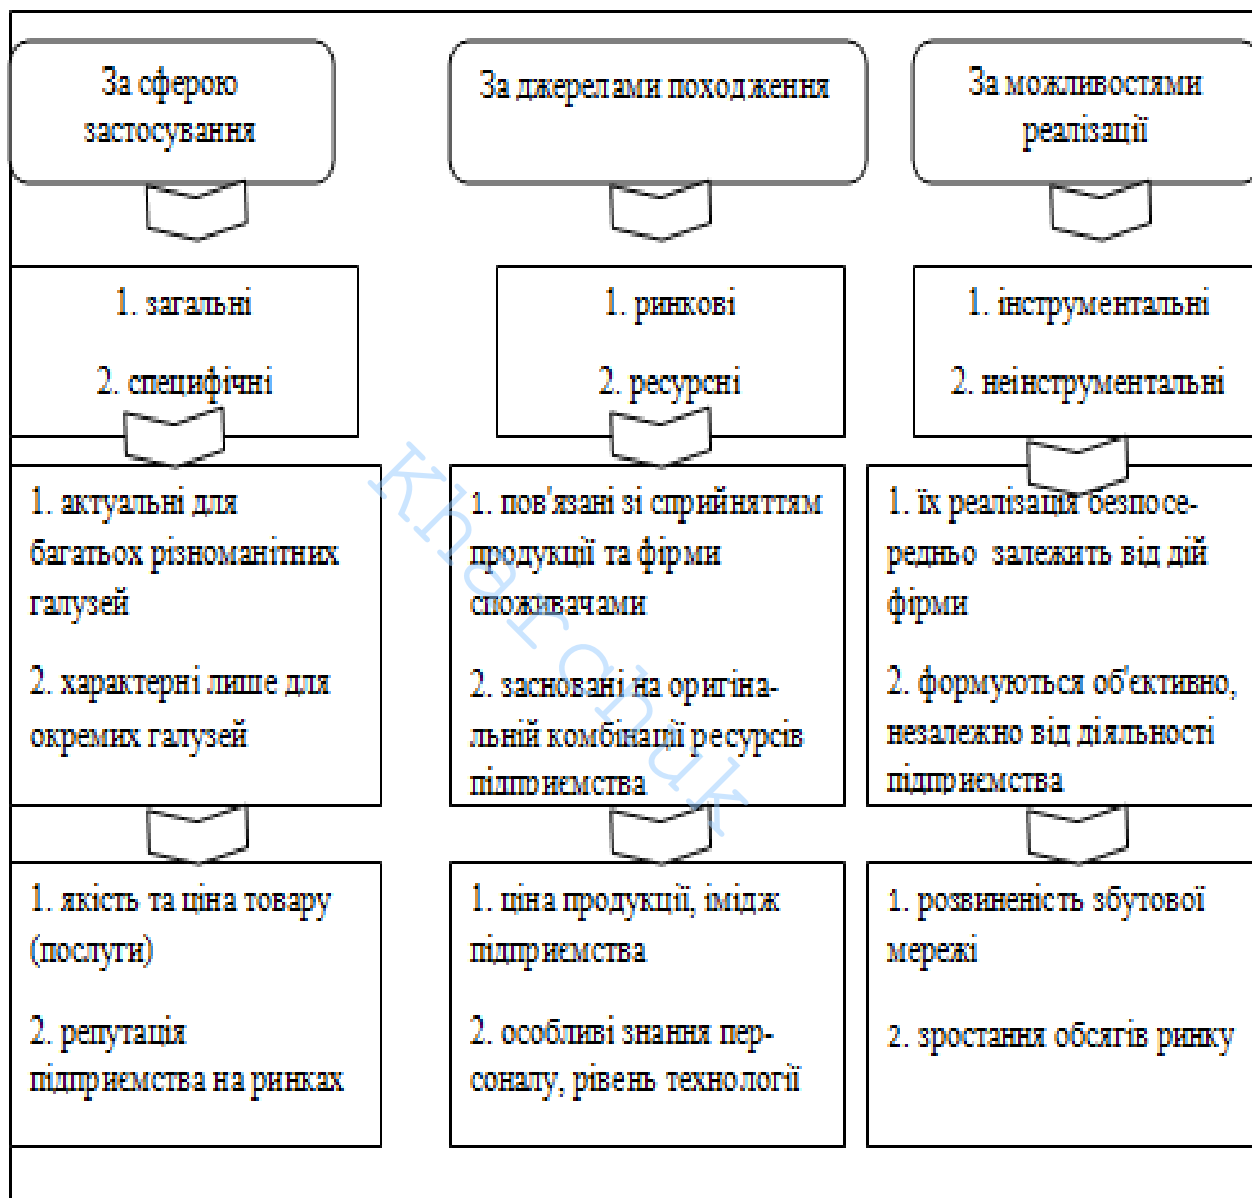 За сферою
застосування
1. загальні
2. специфічні
1. актуальні для
багатьох різноманітних
галузей
2. характерні лише для
окремих галузей
1. якість та ціна товару
(послуги)
2. репутація
підприємства на ринках
За джерелами походження
1. ринкові
2. ресурсні
1. пов'язані зі сприйняттям
продукції та фірми
споживачами
2. засновані на оригіна-
льній комбінації ресурсів
підприємства
1. ціна продукції, імідж
підприємства
2. особливі знання пер-
соналу, рівень технології
За можливостями
реалізації
1. інструментальні
2. неінструментальні
1. їх реалізація безпосе-
редньо залежить від дій
фірми
2. формуються об'єктивно,
незалежно від діяльності
підприємства
1. розвиненість збутової
мережі
2. зростання обсягів ринку
Kharchuk